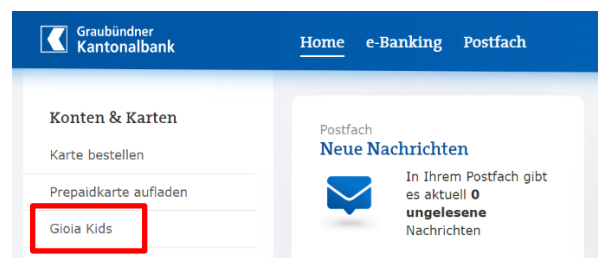 Graubündner
Kantonalbank
Home e-Banking Postfach
Konten & Karten
Karte bestellen
Prepaidkarte aufladen
Gioia Kids
Postfach
Neue Nachrichten
In Ihrem Postfach gibt
es aktuell 0
ungelesene
Nachrichten